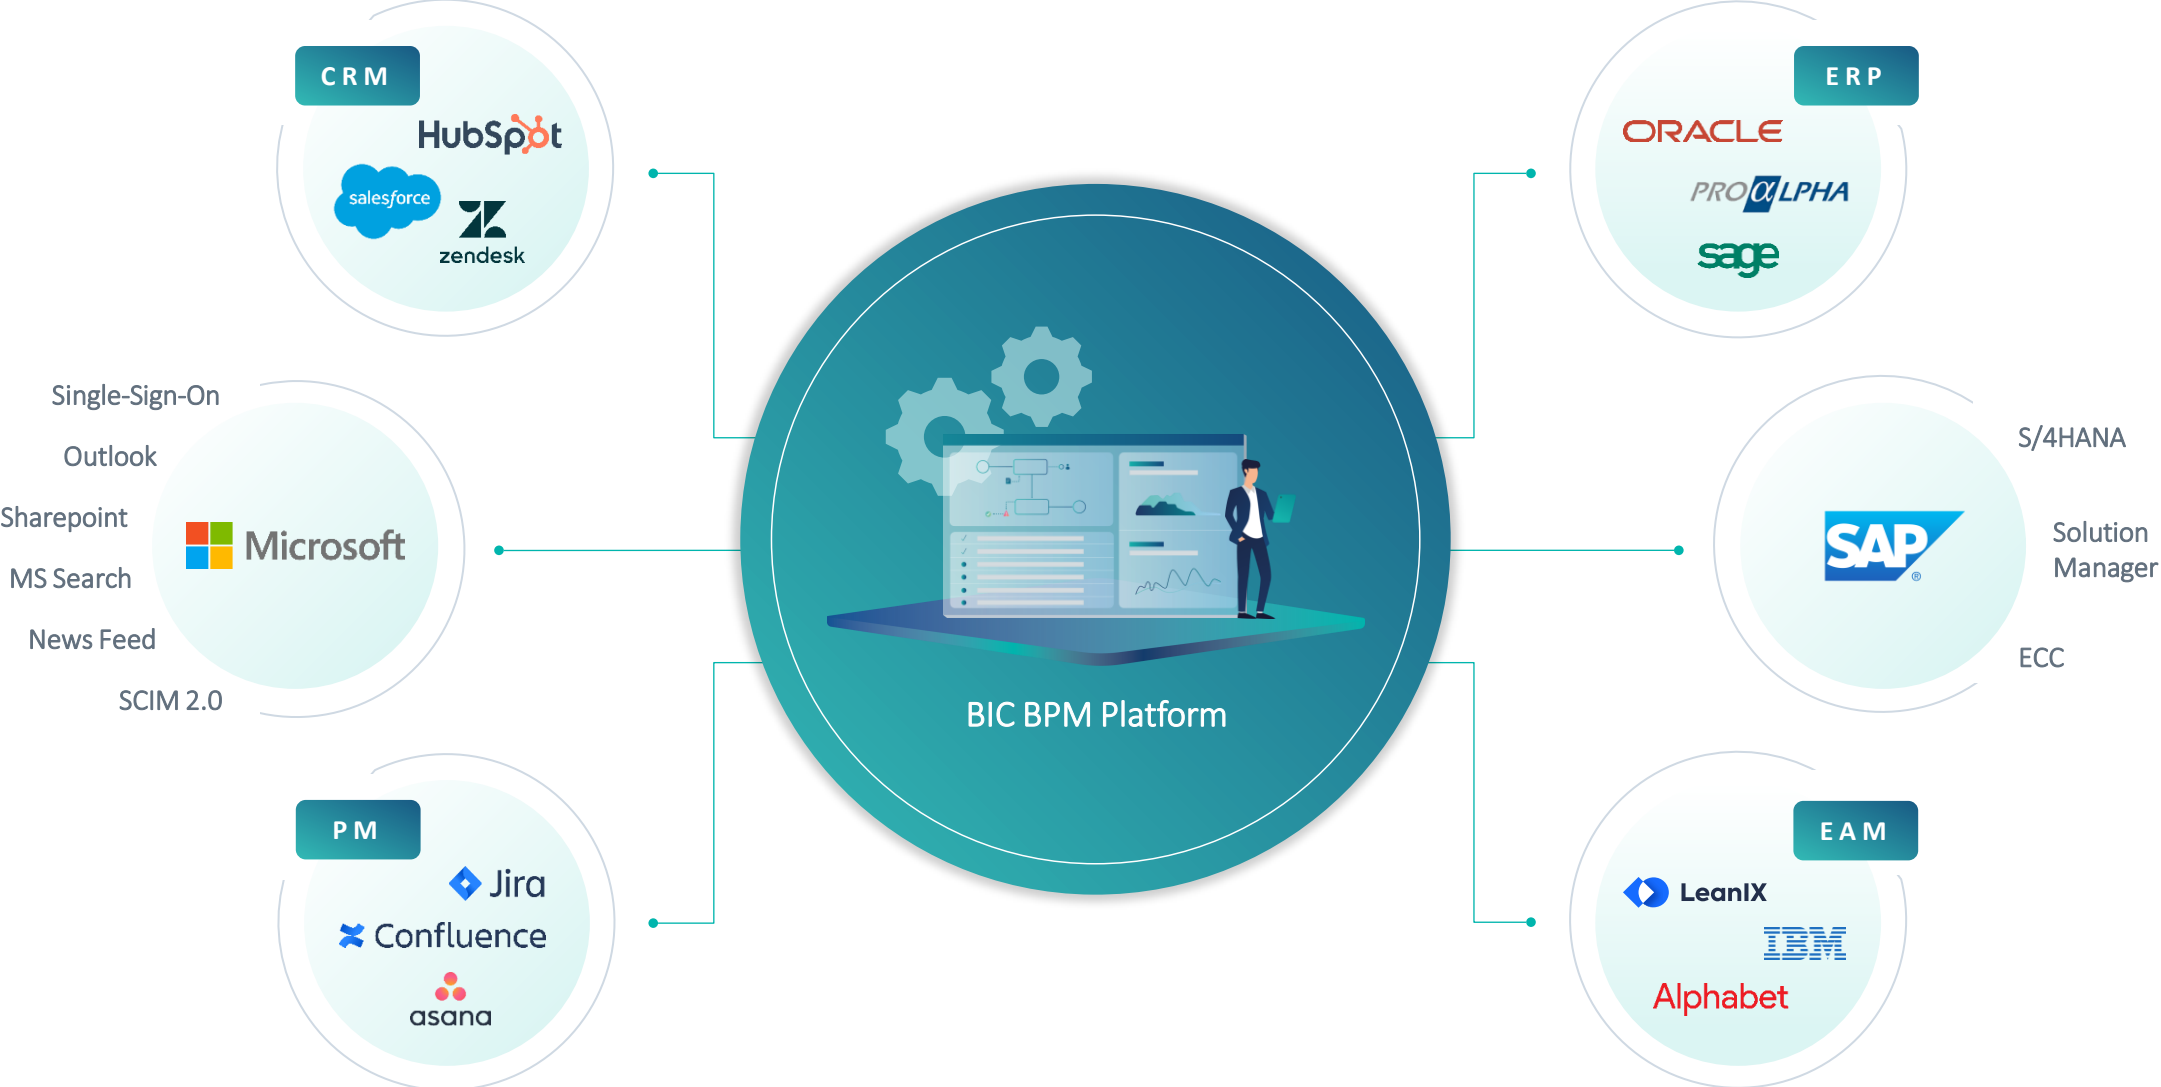 CRM
HubSpot
salesforce
zendesk
Single-Sign-On
Outlook
Sharepoint
MS Search
News Feed
SCIM 2.0
Microsoft
PM
Jira
Confluence
asana
BIC BPM Platform
ERP
ORACLE
PROαLPHA
sage
SAP
®
S/4HANA
Solution
Manager
ECC
EAM
LeanIX
IBM
Alphabet